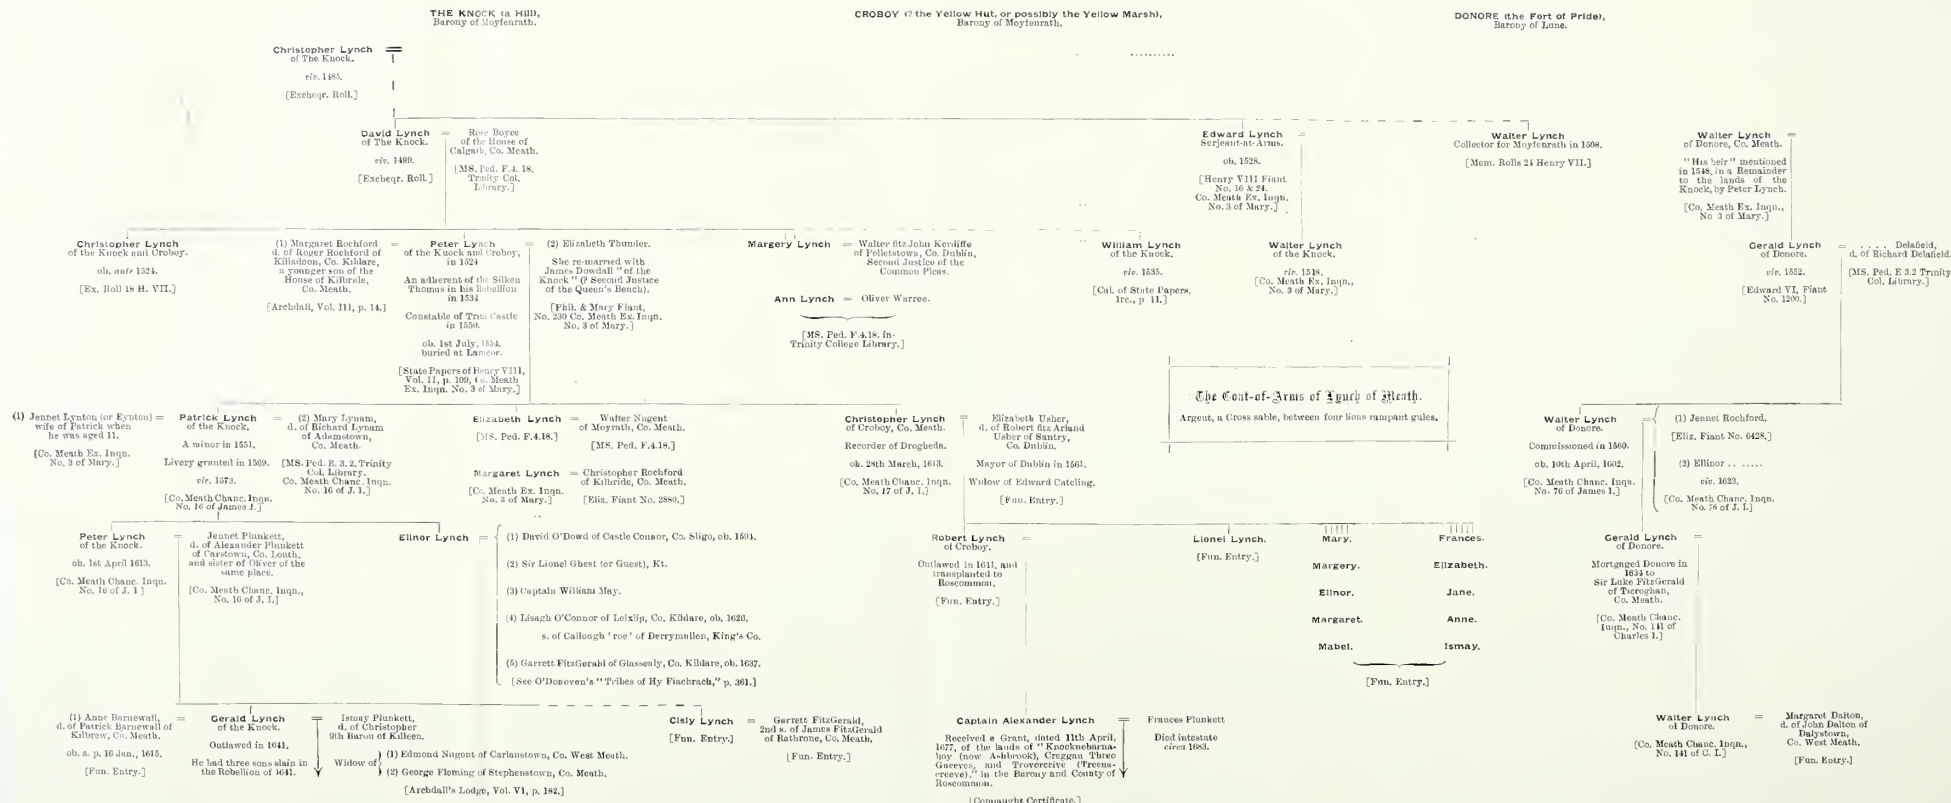 THE KNOCK (a Hill),
Barony of Moyfenrath.
CROBOY (? the Yellow Hut, or possibly the Yellow Marsh),
Barony of Moyfenrath.
DONORE (the Fort of Pride),
Barony of Lune.
Christopher Lynch =
of The Knock.
viv. 1485.
[Excheqr. Roll.]
David Lynch =
of The Knock.
viv. 1499.
[Excheqr. Roll.]
Rose Boyce
of the House of
Calgath, Co. Meath.
[MS. Ped. F.4. 18.
Trinity Col.
Library.]
Edward Lynch =
Serjeant-at-Arms.
ob. 1528.
[Henry VIII Fiant
No. 16 & 24.
Co. Meath Ex. Inqn.
No. 3 of Mary.]
Walter Lynch
Collector for Moyfenrath in 1508.
[Mem. Rolls 24 Henry VII.]
Walter Lynch =
of Donore, Co. Meath.
"His heir" mentioned
in 1548, in a Remainder
to the lands of the
Knock, by Peter Lynch.
[Co. Meath Ex. Inqn.,
No 3 of Mary.]
Christopher Lynch
of the Knock and Croboy.
ob. ante 1524.
[Ex. Roll 18 H. VII.]
(1) Margaret Rochford =
d. of Roger Rochford of
Killadoon, Co. Kildare,
a younger son of the
House of Kilbride,
Co. Meath.
[Archdall, Vol. III, p. 14.]
Peter Lynch =
of the Knock and Croboy,
in 1524
An adherent of the Silken
Thomas in his Rebellion
in 1534
Constable of Trim Castle
in 1550.
ob. 1st July, 1554,
buried at Lamcor.
[State Papers of Henry VIII,
Vol. II, p. 109, Co. Meath
Ex. Inqn. No. 3 of Mary.]
(2) Elizabeth Thunder.
She re-married with
James Dowdall "of the
Knock" (? Second Justice
of the Queen's Bench).
[Phil. & Mary Fiant,
No. 230 Co. Meath Ex. Inqn.
No. 3 of Mary.]
Margery Lynch =
Walter fitz John
of Pelletstown, Co. Dublin,
Second Justice of the
Common Pleas.
Ann Lynch = Oliver Warree.
[MS. Ped. F.4.18. in-
Trinity College Library.]
William Lynch
of the Knock,
viv. 1535.
[Cal. of State Papers,
Ire., p 11.]
Walter Lynch
of the Knock.
viv. 1518.
[Co. Meath Ex. Inqn.,
No. 3 of Mary.]
Gerald Lynch =
of Donore.
viv. 1552.
[Edward VI, Fiant
No. 1200.]
. . . . Delafield,
d. of Richard Delafield.
(MS. Ped. E 3.2 Trinity
Col. Library.]
The Coat-of-Arms of Lynch of Meath.
Argent, a Cross sable, between four lions rampant gules.
(1) Jennet Lynton (or Eynton) =
wife of Patrick when
he was aged 11.
[Co. Meath Ex. Inqn.
No. 3 of Mary.]
Patrick Lynch =
of the Knock.
A minor in 1551.
Livery granted in 1569.
viv. 1573.
[Co. Meath Chanc. Inqn.
No. 16 of James I.]
(2) Mary Lynam,
d. of Richard Lynam
of Adamstown,
Co. Meath.
[MS. Ped. E. 3. 2. Trinity
Col. Library.
Co. Meath Chanc. Inqn.
No. 16 of J. I.]
Elizabeth Lynch =
[MS. Ped. F.4.18.]
Walter Nugent
of Moyrath, Co. Meath.
[MS. Ped. F.4.18.]
Margaret Lynch =
[Co. Meath Ex. Inqn.
No. 3 of Mary.]
Christopher Rochford
of Kilbride, Co. Meath.
[Eliz. Fiant No. 2880.]
Christopher Lynch =
of Croboy, Co. Meath.
Recorder of Drogheda.
ob. 28th March, 1613.
[Co. Meath Chanc. Inqn.
No, 17 of J. I.]
Elizabeth Usher,
d. of Robert fitz Arland
Usher of Santry,
Co. Dublin.
Mayor of Dublin in 1561.
Widow of Edward Cateling.
[Fun. Entry.]
Walter Lynch =
of Donore.
Commissioned in 1560.
ob. 10th April, 1602.
[Co. Meath Chanc. Inqn.
No. 76 of James I.]
(1) Jennet Rochford.
[Eliz, Fiant No. 6428.]
(2) Ellinor .. .....
viv. 1623.
[Co. Meath Chanc. Inqn.
No. 76 of J. I.]
Peter Lynch =
of the Knock.
ob. 1st April 1613.
[Co. Meath Chanc. Inqn.
No. 16 of J. I ]
Jennet Plunkett,
d. of Alexander Plunkett
of Carstown, Co. Louth,
and sister of Oliver of the
same place.
[Co. Meath Chanc. Inqn.,
No. 16 of J. I.]
Elinor Lynch =
(1) David O'Dowd of Castle Connor, Co. Sligo, ob. 1594.
(2) Sir Lionel Ghest (or Guest), Kt.
(3) Captain William May.
(4) Lisagh O'Connor of Leixlip, Co. Kildare, ob. 1626,
s. of Callough 'roe' of Derrymullen, King's Co.
(5) Garrett FitzGerald of Glassealy, Co. Kildare, ob. 1637.
[See O'Donoven's "Tribes of Hy Fiachrach," p. 361.]
Robert Lynch =
of Croboy,
Outlawed in 1641, and
transplanted to
Roscommon,
[Fun. Entry.]
Lionel Lynch.
[Fun. Entry.]
Mary. Frances.
Margery. Elizabeth.
Elinor. Jane.
Margaret. Anne.
Mabel. Ismay.
[Fun. Entry.]
Gerald Lynch =
of Donore.
Mortgaged Donore in
1634 to
Sir Luke FitzGerald
of Ticroghan,
Co. Meath.
[Co. Meath Chanc.
Inqn., No. 141 of
Charles I.]
(1) Anne Barnewall, =
d. of Patrick Barnewall of
Kilbrew, Co. Meath.
ob. s. p. 16 Jan., 1615.
[Fun. Entry.]
Gerald Lynch =
of the Knock.
Outlawed in 1641.
He had three sons slain in
the Rebellion of 1641.
Ismay Plunkett,
d. of Christopher
9th Baron of Killeen.
Widow of
(1) Edmond Nugent of Carlanstown, Co. West Meath.
(2) George Fleming of Stephenstown, Co. Meath.
[Archdall's Lodge, Vol. VI, p. 182.]
Cisly Lynch =
[Fun. Entry.]
Garrett FitzGerald,
2nd s. of James FitzGerald
of Rathrone, Co. Meath,
[Fun. Entry.]
Captain Alexander Lynch =
Received e Grant, dated 11th April,
1677, of the lands of "Knocknebarna-
boy (now Ashbrook), Creggan Three
Gneeves, and Trovorcrive (Treena-
creeve)," in the Barony and County of
Roscommon.
[Connaught Certificate.]
Frances Plunkett
Died intestate
circa 1683.
Walter Lynch =
of Donore.
[Co. Meath Chanc. Inqn.,
No. 141 of C. I.]
Margaret Dalton,
d. of John Dalton of
Dalystown,
Co. West Meath.
[Fun. Entry.]